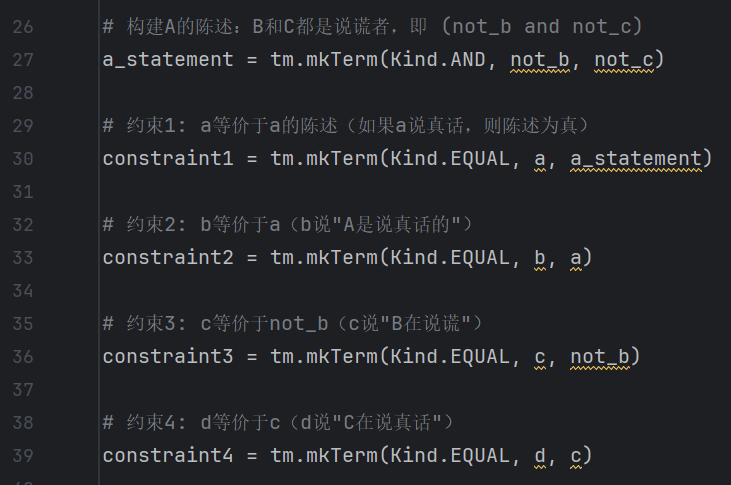 26 # 构建A的陈述：B和C都是说谎者，即 (not_b and not_c)
27 a_statement = tm.mkTerm(Kind.AND, not_b, not_c)
28
29 # 约束1: a等价于a的陈述（如果a说真话，则陈述为真）
30 constraint1 = tm.mkTerm(Kind.EQUAL, a, a_statement)
31
32 # 约束2: b等价于a（b说"A是说真话的"）
33 constraint2 = tm.mkTerm(Kind.EQUAL, b, a)
34
35 # 约束3: c等价于not_b（c说"B在说谎"）
36 constraint3 = tm.mkTerm(Kind.EQUAL, c, not_b)
37
38 # 约束4: d等价于c（d说"C在说真话"）
39 constraint4 = tm.mkTerm(Kind.EQUAL, d, c)